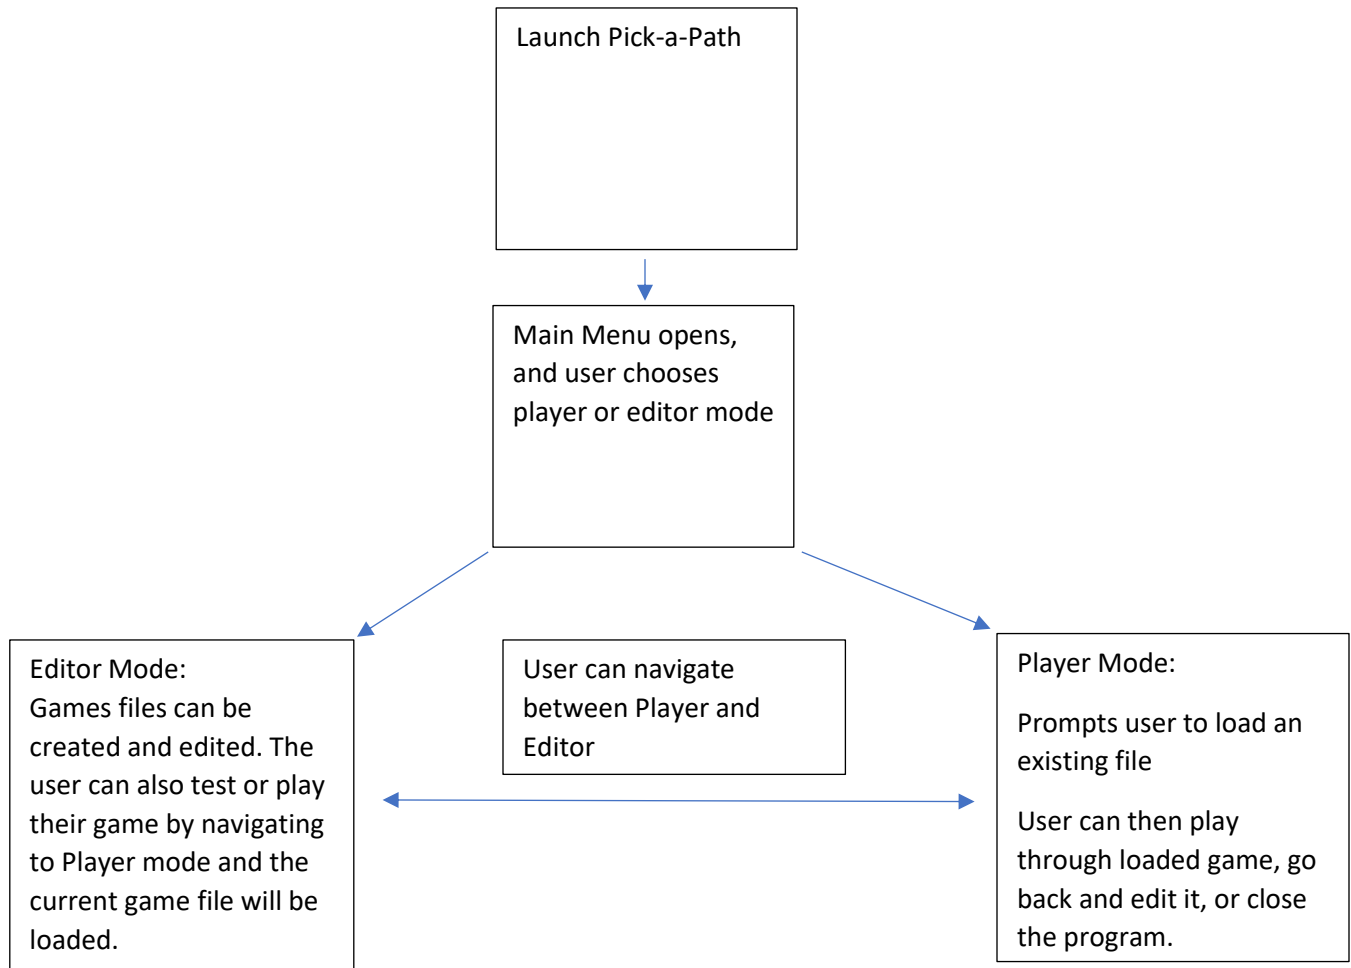 Launch Pick-a-Path
Main Menu opens,
and user chooses
player or editor mode
Editor Mode:
Games files can be
created and edited. The
user can also test or play
their game by navigating
to Player mode and the
current game file will be
loaded.
User can navigate
between Player and
Editor
Player Mode:
Prompts user to load an
existing file
User can then play
through loaded game, go
back and edit it, or close
the program.